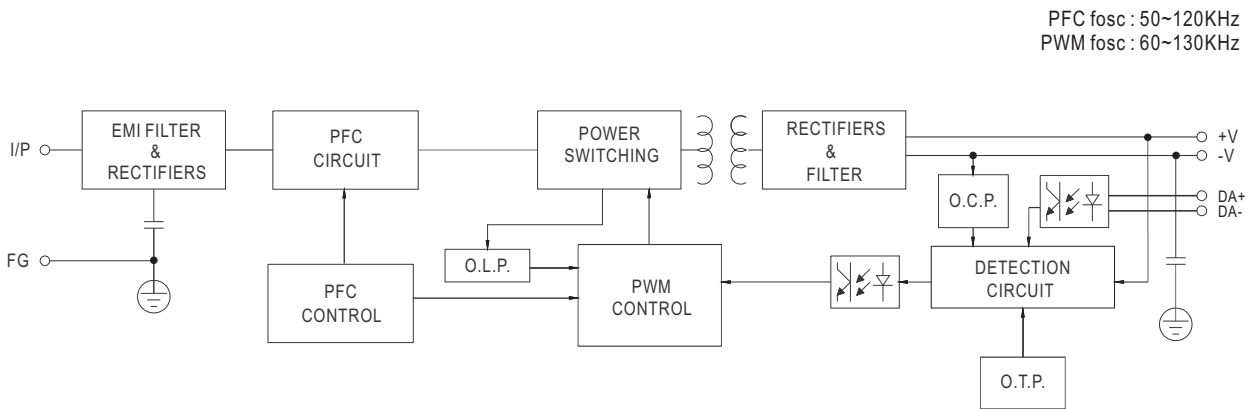 PFC fosc : 50~120KHz
PWM fosc : 60~130KHz
EMI FILTER
&
RECTIFIERS
PFC
CIRCUIT
POWER
SWITCHING
RECTIFIERS
&
FILTER
I/P
+V
-V
O.C.P.
DA+
DA-
FG
O.L.P.
PFC
CONTROL
PWM
CONTROL
DETECTION
CIRCUIT
O.T.P.